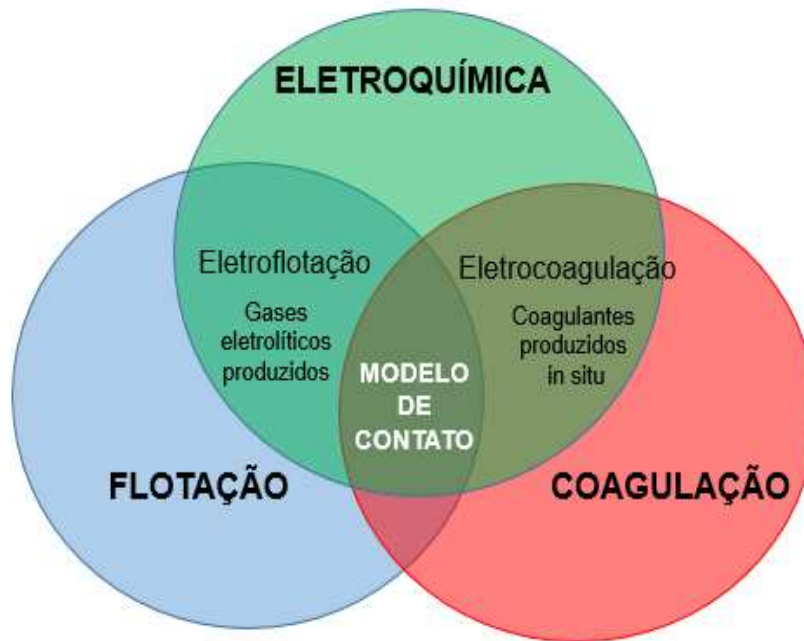 ELETROQUÍMICA
Eletroflotação
Gases
eletrolíticos
produzidos
Eletrocoagulação
Coagulantes
produzidos
in situ
MODELO
DE
CONTATO
FLOTAÇÃO
COAGULAÇÃO